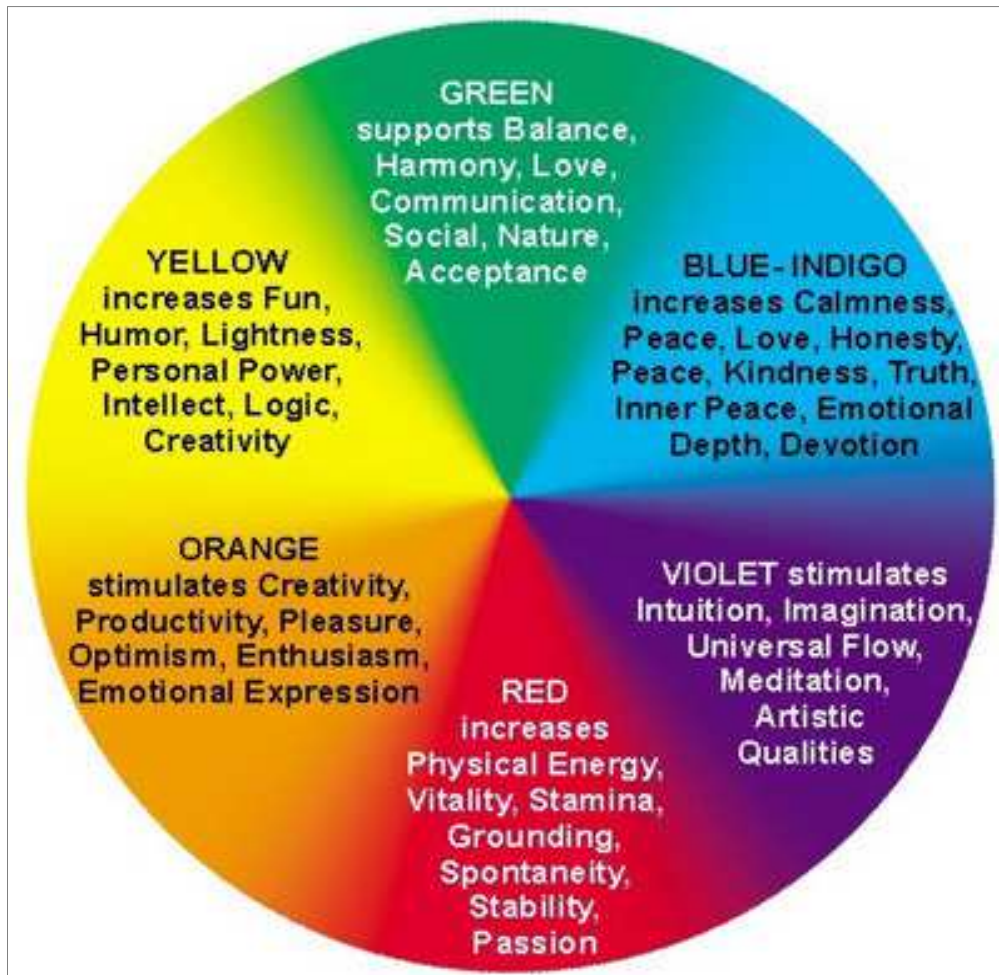 GREEN
supports Balance,
Harmony, Love,
Communication,
Social, Nature,
Acceptance
YELLOW
increases Fun,
Humor, Lightness,
Personal Power,
Intellect, Logic,
Creativity
BLUE- INDIGO
increases Calmness,
Peace, Love, Honesty,
Peace, Kindness, Truth,
Inner Peace, Emotional
Depth, Devotion
ORANGE
stimulates Creativity,
Productivity, Pleasure,
Optimism, Enthusiasm,
Emotional Expression
VIOLET stimulates
Intuition, Imagination,
Universal Flow,
Meditation,
Artistic
Qualities
RED
increases
Physical Energy,
Vitality, Stamina,
Grounding,
Spontaneity,
Stability,
Passion